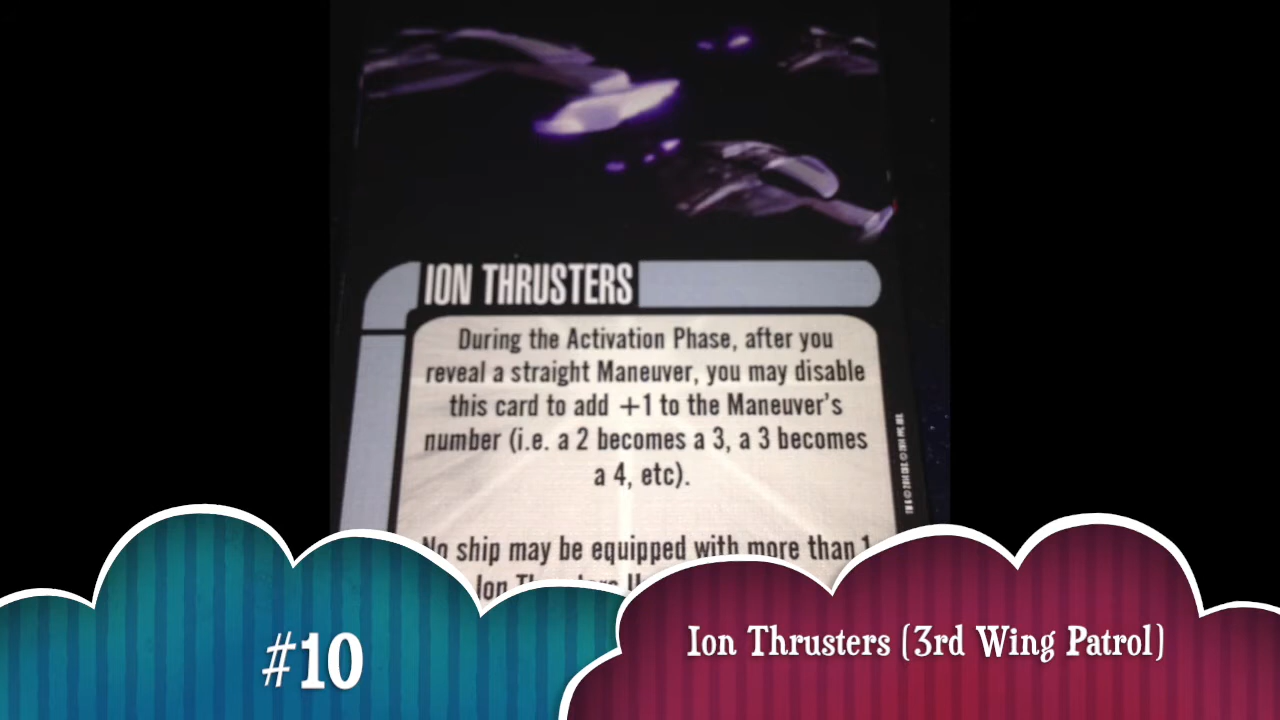 ION THRUSTERS
During the Activation Phase, after you
reveal a straight Maneuver, you may disable
this card to add +1 to the Maneuver's
number (i.e. a 2 becomes a 3, a 3 becomes
a 4, etc).
No ship may be equipped with more than 1
Ion
#10
Ion Thrusters (3rd Wing Patrol)